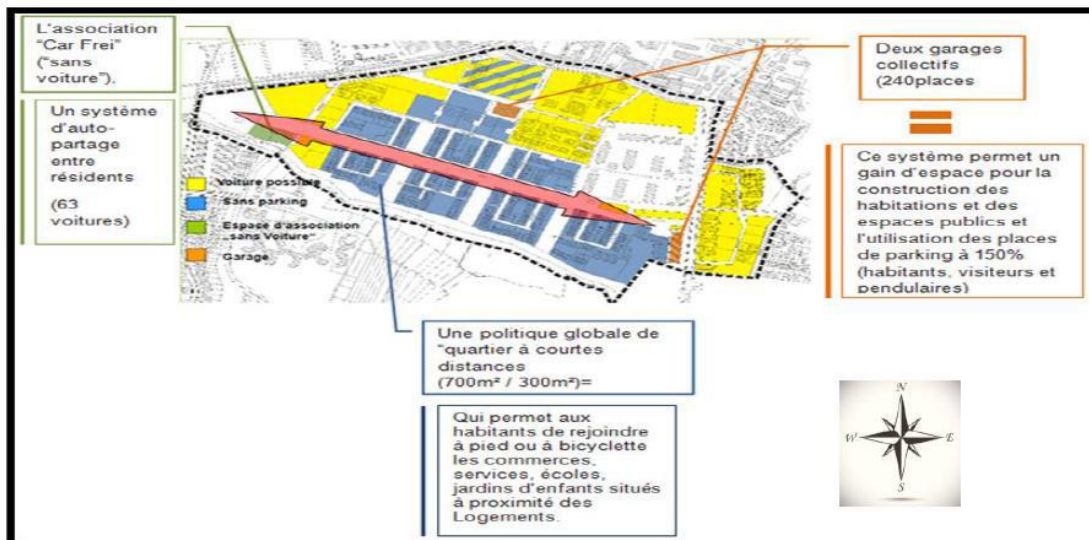 L'association
"Car Frei"
("sans
voiture").
Un système
d'auto-
partage
entre
résidents
(63
voitures)
Voiture possible
Sans parking
Espace d'association
„sans Voiture"
Garage
Deux garages
collectifs
(240places
Ce système permet un
gain d'espace pour la
construction des
habitations et des
espaces publics et
l'utilisation des places
de parking à 150%
(habitants, visiteurs et
pendulaires)
Une politique globale de
"quartier à courtes
distances
(700m² / 300m²)=
Qui permet aux
habitants de rejoindre
à pied ou à bicyclette
les commerces,
services, écoles,
jardins d'enfants situés
à proximité des
Logements.
N
W E
S